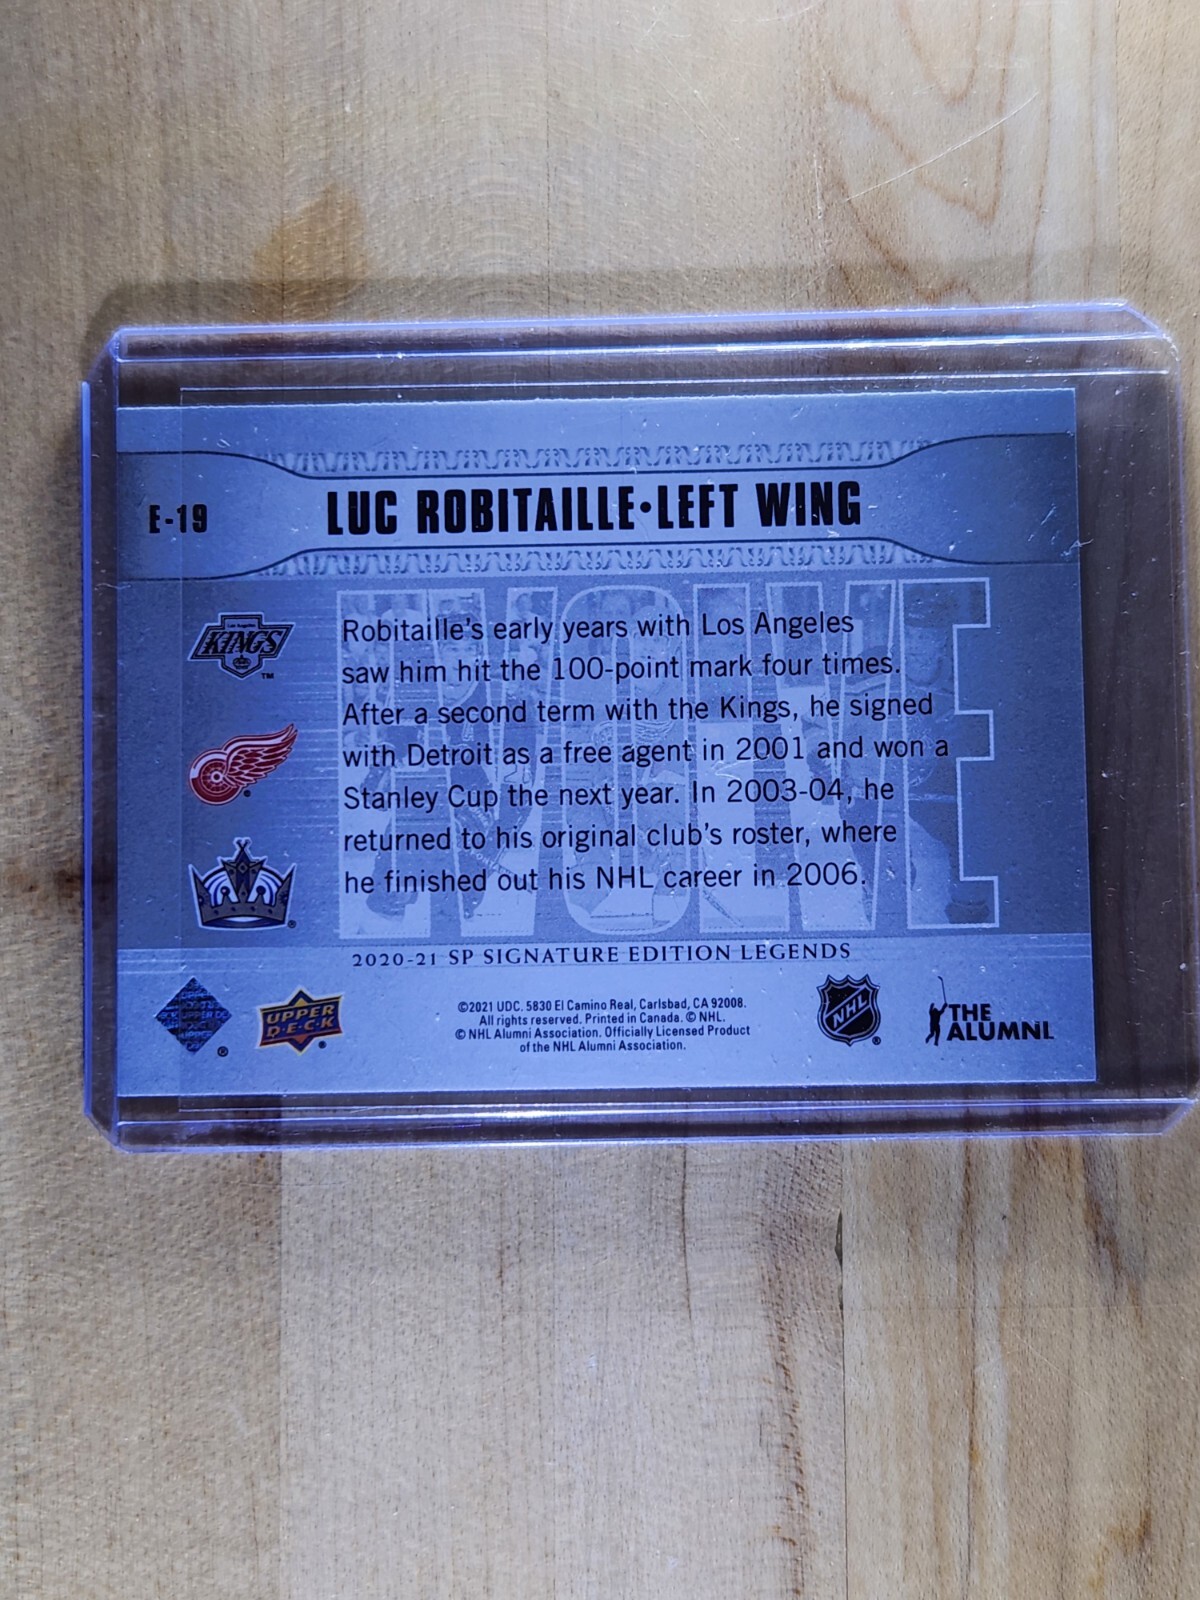 E-19
LUC ROBITAILLE·LEFT WING
EVOLVE
Los Angeles
KINGS
TM
Robitaille's early years with Los Angeles
saw him hit the 100-point mark four times.
After a second term with the Kings, he signed
with Detroit as a free agent in 2001 and won a
Stanley Cup the next year. In 2003-04, he
returned to his original club's roster, where
he finished out his NHL career in 2006.
2020-21 SP SIGNATURE EDITION LEGENDS
UPPER
D·E·C·K
©2021 UDC. 5830 El Camino Real, Carlsbad, CA 92008.
All rights reserved. Printed in Canada. © NHL.
© NHL Alumni Association. Officially Licensed Product
of the NHL Alumni Association.
NHL
THE
ALUMNI